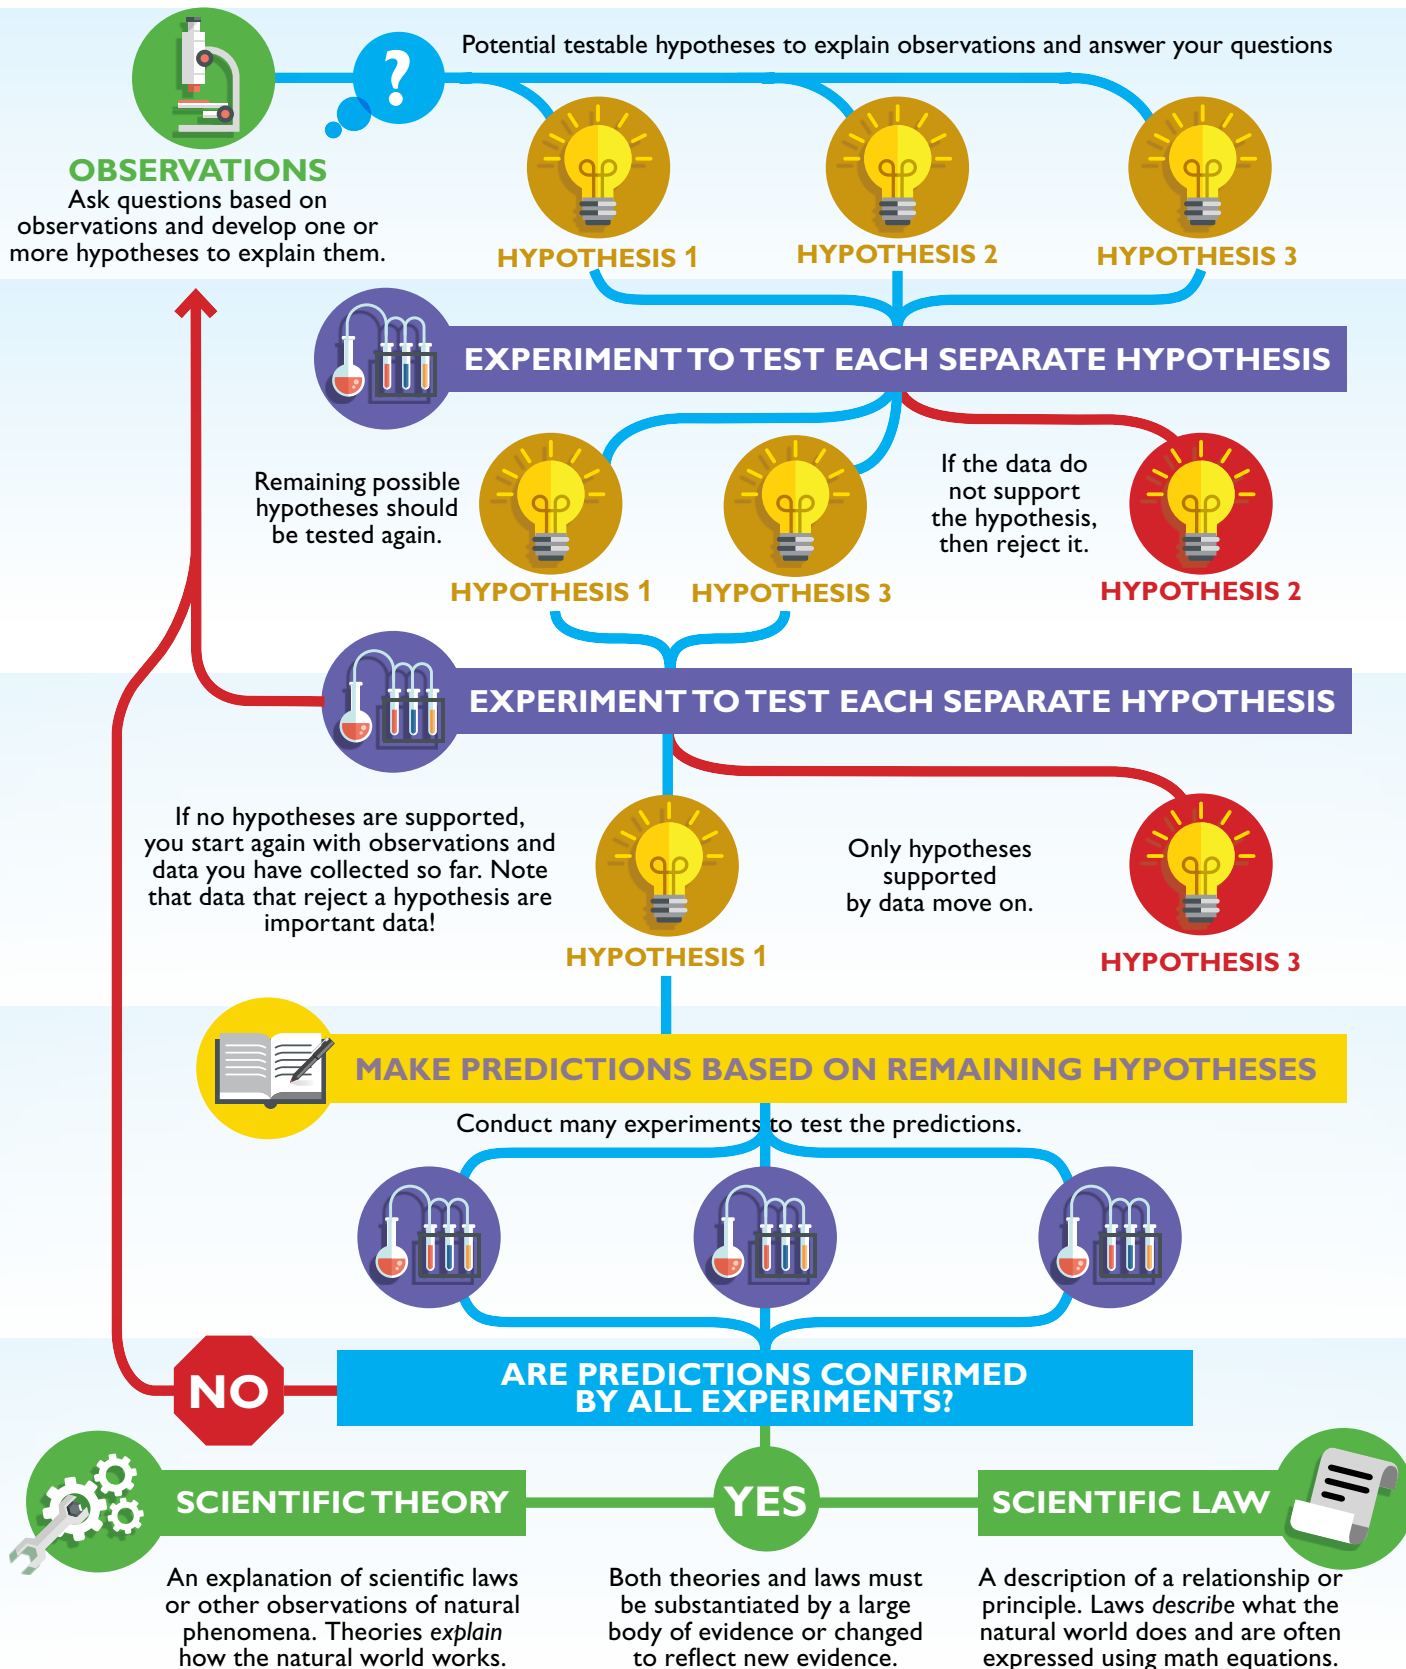 ?
Potential testable hypotheses to explain observations and answer your questions
OBSERVATIONS
Ask questions based on
observations and develop one or
more hypotheses to explain them.
HYPOTHESIS 1
HYPOTHESIS 2
HYPOTHESIS 3
EXPERIMENT TO TEST EACH SEPARATE HYPOTHESIS
Remaining possible
hypotheses should
be tested again.
If the data do
not support
the hypothesis,
then reject it.
HYPOTHESIS 1
HYPOTHESIS 3
HYPOTHESIS 2
EXPERIMENT TO TEST EACH SEPARATE HYPOTHESIS
If no hypotheses are supported,
you start again with observations and
data you have collected so far. Note
that data that reject a hypothesis are
important data!
Only hypotheses
supported
by data move on.
HYPOTHESIS 1
HYPOTHESIS 3
MAKE PREDICTIONS BASED ON REMAINING HYPOTHESES
Conduct many experiments to test the predictions.
ARE PREDICTIONS CONFIRMED
BY ALL EXPERIMENTS?
NO
SCIENTIFIC THEORY
YES
SCIENTIFIC LAW
An explanation of scientific laws
or other observations of natural
phenomena. Theories explain
how the natural world works.
Both theories and laws must
be substantiated by a large
body of evidence or changed
to reflect new evidence.
A description of a relationship or
principle. Laws describe what the
natural world does and are often
expressed using math equations.